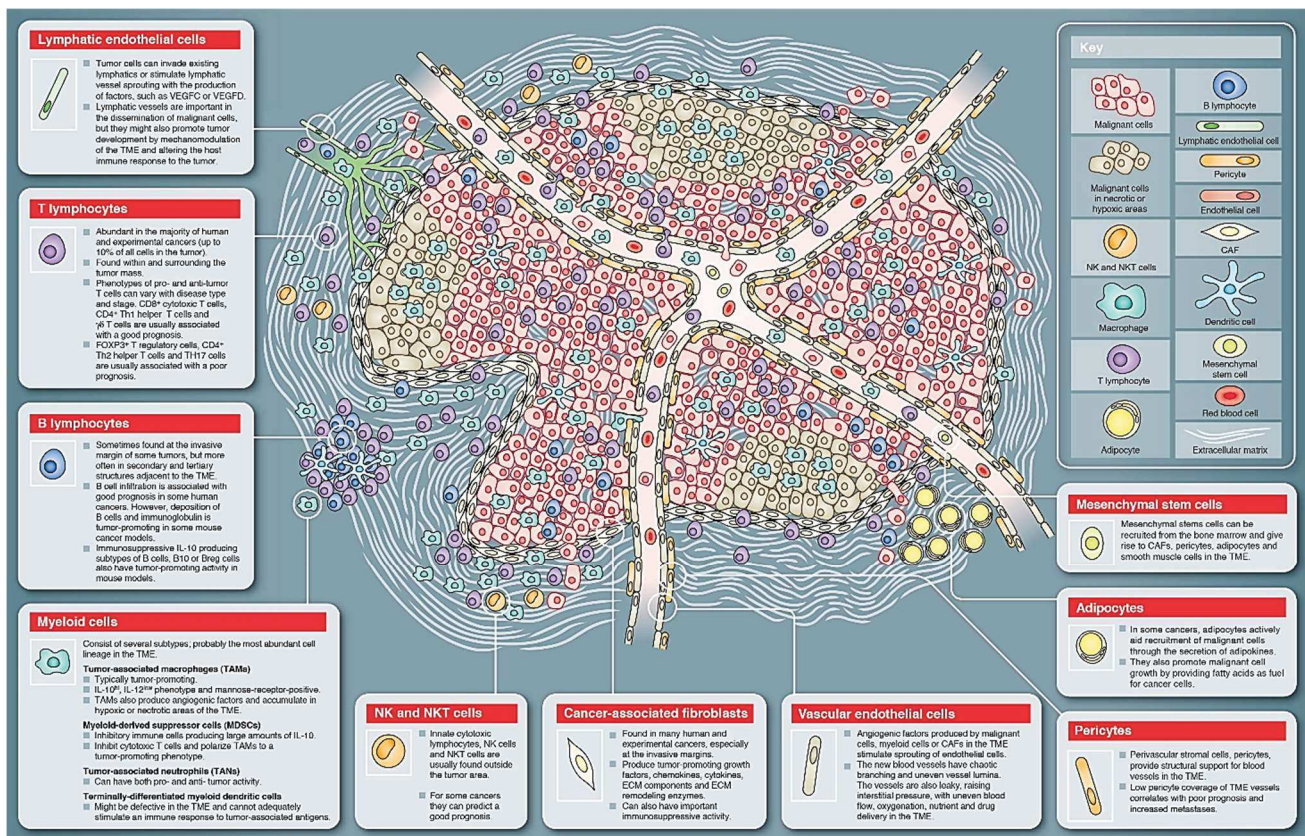 Lymphatic endothelial cells
Tumor cells can invade existing
lymphatics or stimulate lymphatic
vessel sprouting with the production
of factors, such as VEGFC or VEGFD.
Lymphatic vessels are important in
the dissemination of malignant cells,
but they might also promote tumor
development by mechanomodulation
of the TME and altering the host
immune response to the tumor.
T lymphocytes
Abundant in the majority of human
and experimental cancers (up to
10% of all cells in the tumor).
Found within and surrounding the
tumor mass.
Phenotypes of pro- and anti-tumor
T cells can vary with disease type
and stage. CD8+ cytotoxic T cells,
CD4+ Th1 helper T cells and
γδ T cells are usually associated
with a good prognosis.
FOXP3+ T regulatory cells, CD4+
Th2 helper T cells and TH17 cells
are usually associated with a poor
prognosis.
B lymphocytes
Sometimes found at the invasive
margin of some tumors, but more
often in secondary and tertiary
structures adjacent to the TME.
B cell infiltration is associated with
good prognosis in some human
cancers. However, deposition of
B cells and immunoglobulin is
tumor-promoting in some mouse
cancer models.
Immunosuppressive IL-10 producing
subtypes of B cells, B10 or Breg cells
also have tumor-promoting activity in
mouse models.
Myeloid cells
Consist of several subtypes; probably the most abundant cell
lineage in the TME.
Tumor-associated macrophages (TAMs)
Typically tumor-promoting.
IL-10hi, IL-12low phenotype and mannose-receptor-positive.
TAMs also produce angiogenic factors and accumulate in
hypoxic or necrotic areas of the TME.
Myeloid-derived suppressor cells (MDSCs)
Inhibitory immune cells producing large amounts of IL-10.
Inhibit cytotoxic T cells and polarize TAMs to a
tumor-promoting phenotype.
Tumor-associated neutrophils (TANs)
Can have both pro- and anti- tumor activity.
Terminally-differentiated myeloid dendritic cells
Might be defective in the TME and cannot adequately
stimulate an immune response to tumor-associated antigens.
NK and NKT cells
Innate cytotoxic
lymphocytes, NK cells
and NKT cells are
usually found outside
the tumor area.
For some cancers
they can predict a
good prognosis.
Cancer-associated fibroblasts
Found in many human and
experimental cancers, especially
at the invasive margins.
Produce tumor-promoting growth
factors, chemokines, cytokines,
ECM components and ECM
remodeling enzymes.
Can also have important
immunosuppressive activity.
Vascular endothelial cells
Angiogenic factors produced by malignant
cells, myeloid cells or CAFs in the TME
stimulate sprouting of endothelial cells.
The new blood vessels have chaotic
branching and uneven vessel lumina.
The vessels are also leaky, raising
interstitial pressure, with uneven blood
flow, oxygenation, nutrient and drug
delivery in the TME.
Key
Malignant cells
Malignant cells
in necrotic or
hypoxic areas
NK and NKT cells
Macrophage
T lymphocyte
Adipocyte
B lymphocyte
Lymphatic endothelial cell
Pericyte
Endothelial cell
CAF
Dendritic cell
Mesenchymal
stem cell
Red blood cell
Extracellular matrix
Mesenchymal stem cells
Mesenchymal stems cells can be
recruited from the bone marrow and give
rise to CAFs, pericytes, adipocytes and
smooth muscle cells in the TME.
Adipocytes
In some cancers, adipocytes actively
aid recruitment of malignant cells
through the secretion of adipokines.
They also promote malignant cell
growth by providing fatty acids as fuel
for cancer cells.
Pericytes
Perivascular stromal cells, pericytes,
provide structural support for blood
vessels in the TME.
Low pericyte coverage of TME vessels
correlates with poor prognosis and
increased metastases.